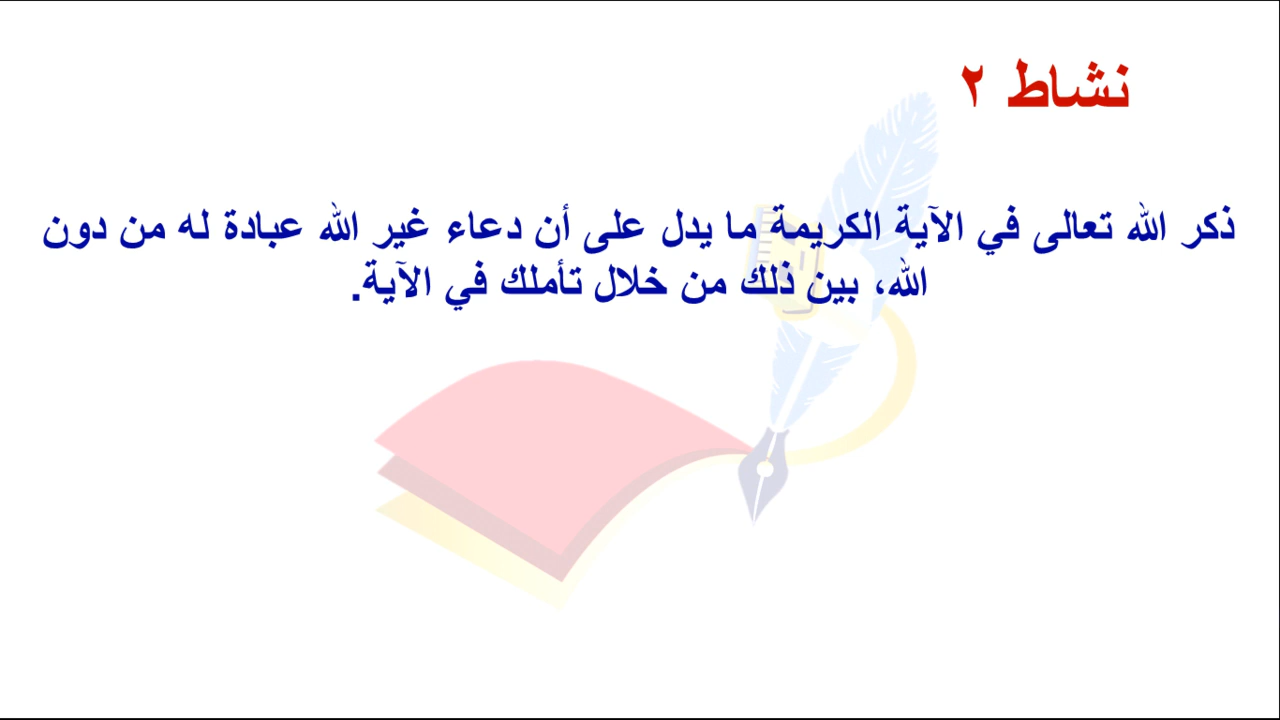 نشاط ٢
ذكر الله تعالى في الآية الكريمة ما يدل على أن دعاء غير الله عبادة له من دون
الله، بين ذلك من خلال تأملك في الآية.